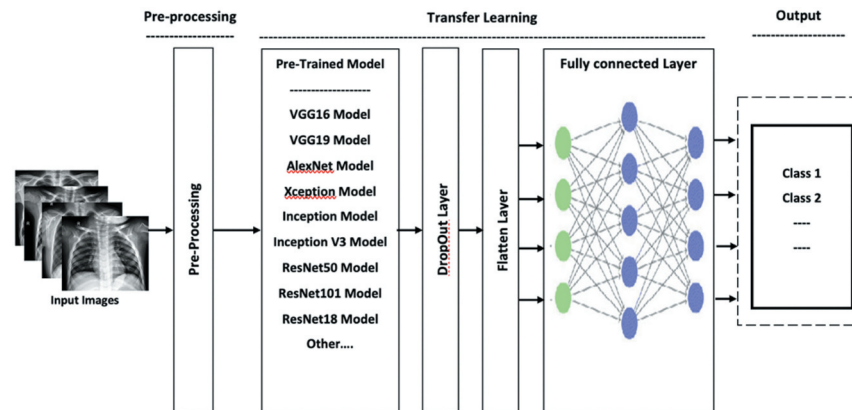 Pre-processing
Transfer Learning
Output
Input Images
Pre-Processing
Pre-Trained Model
VGG16 Model
VGG19 Model
AlexNet Model
Xception Model
Inception Model
Inception V3 Model
ResNet50 Model
ResNet101 Model
ResNet18 Model
Other....
DropOut Layer
Flatten Layer
Fully connected Layer
Class 1
Class 2
----
----